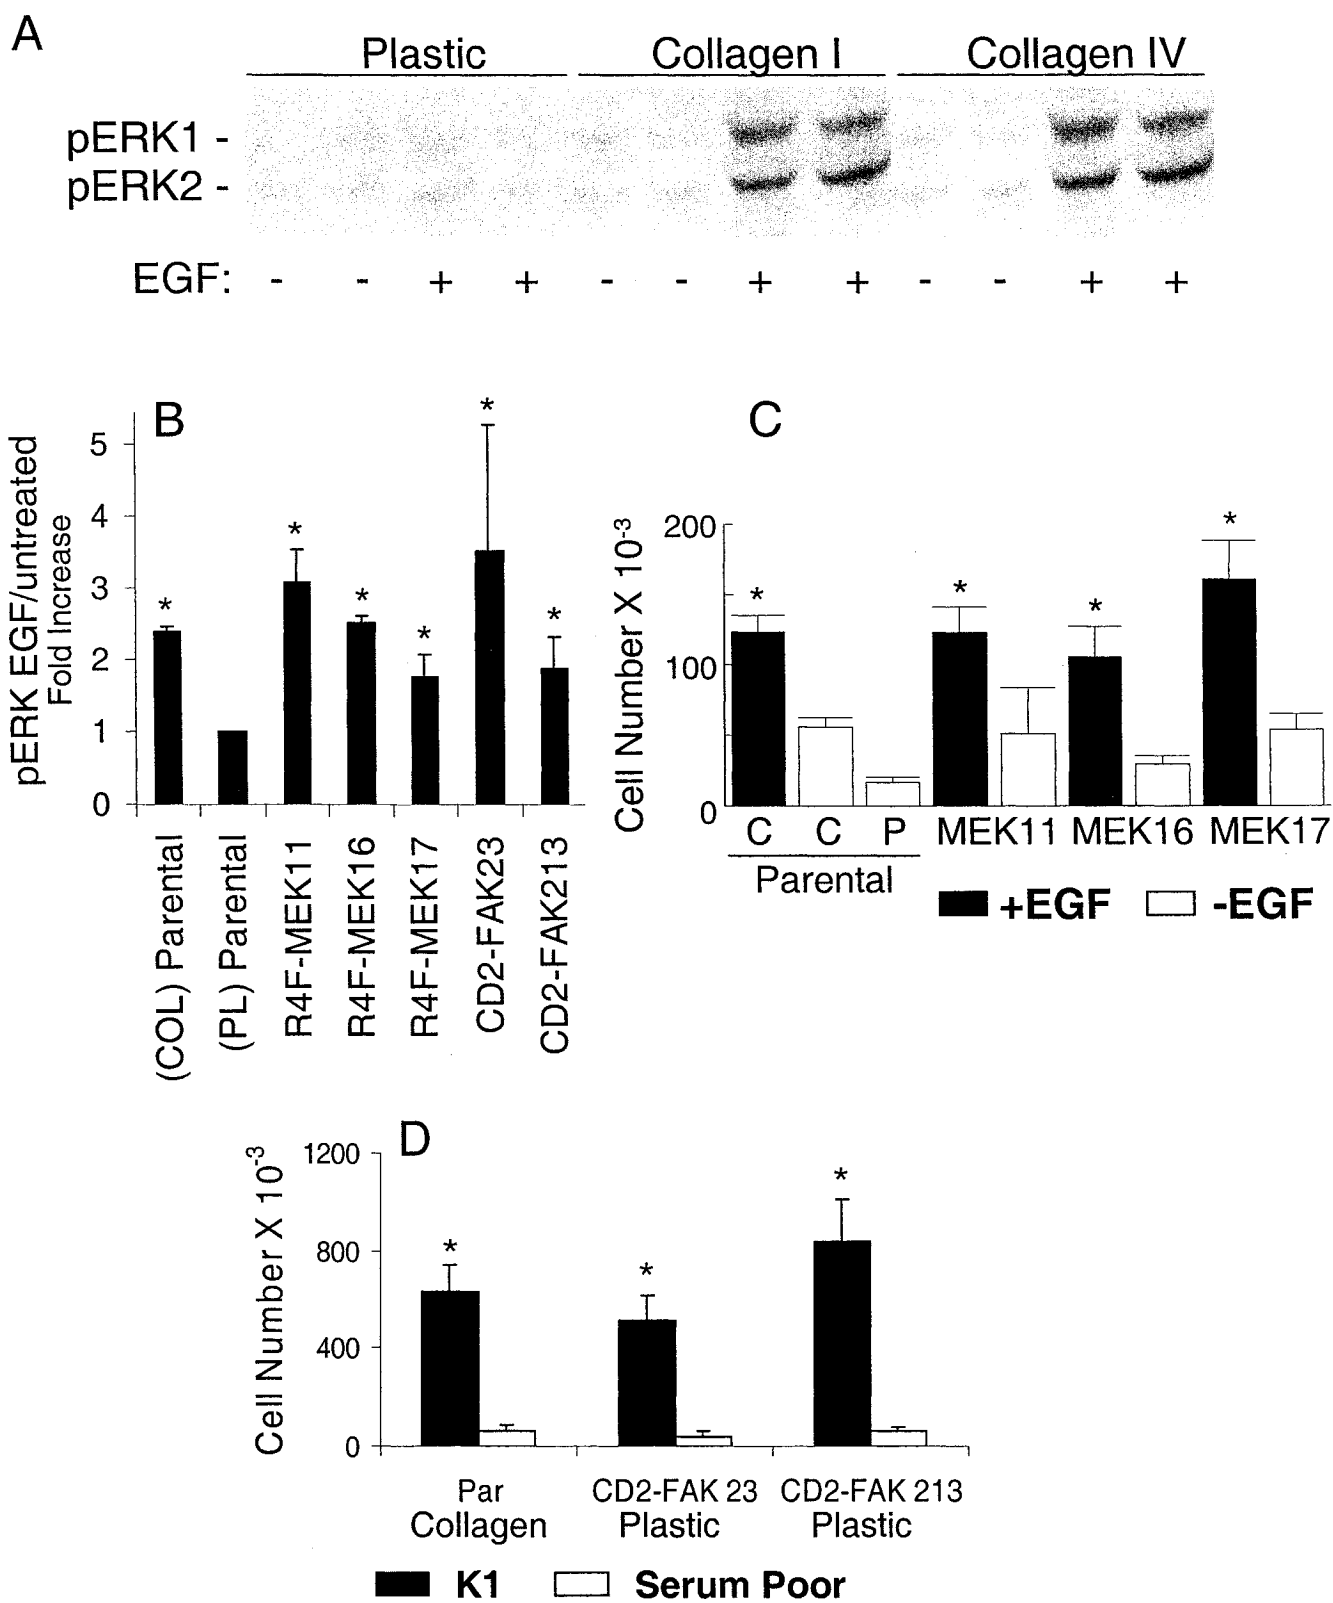 A
Plastic Collagen I Collagen IV
pERK1 -
pERK2 -
EGF: - - + + - - + + - - + +
B
pERK EGF/untreated
Fold Increase
5
4
3
2
1
0
* * * * * *
(COL) Parental
(PL) Parental
R4F-MEK11
R4F-MEK16
R4F-MEK17
CD2-FAK23
CD2-FAK213
C
Cell Number X 10-3
200
100
0
* * * *
C C P MEK11 MEK16 MEK17
Parental
+EGF -EGF
D
Cell Number X 10-3
1200
800
400
0
* * *
Par CD2-FAK 23 CD2-FAK 213
Collagen Plastic Plastic
K1 Serum Poor